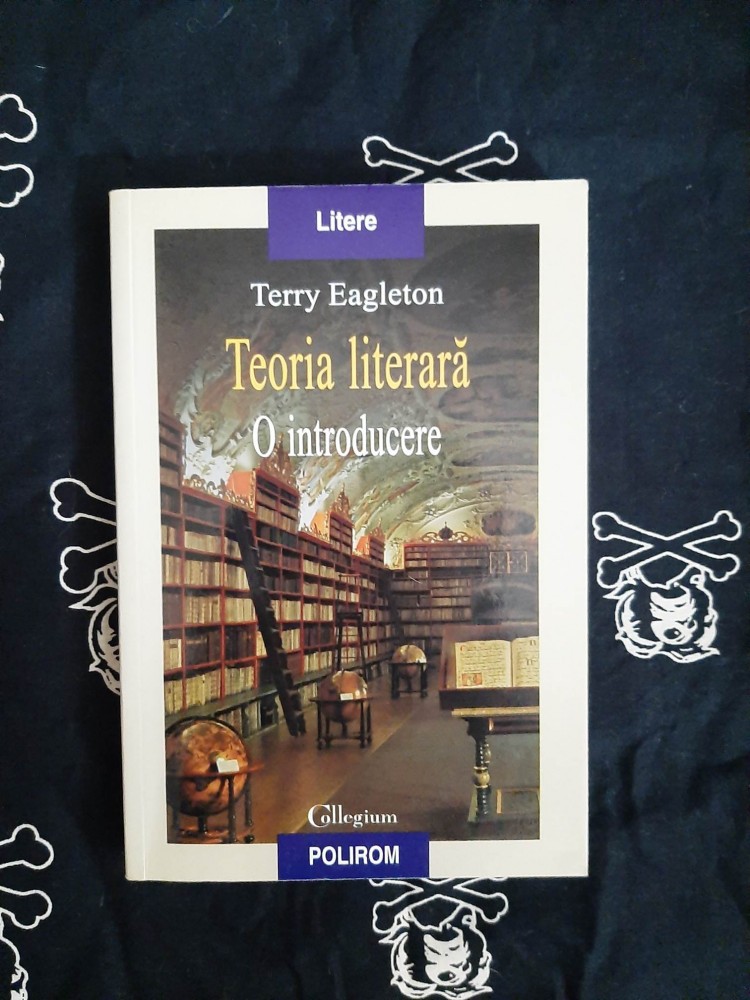 Litere
Terry Eagleton
Teoria literară
O introducere
Collegium
POLIROM